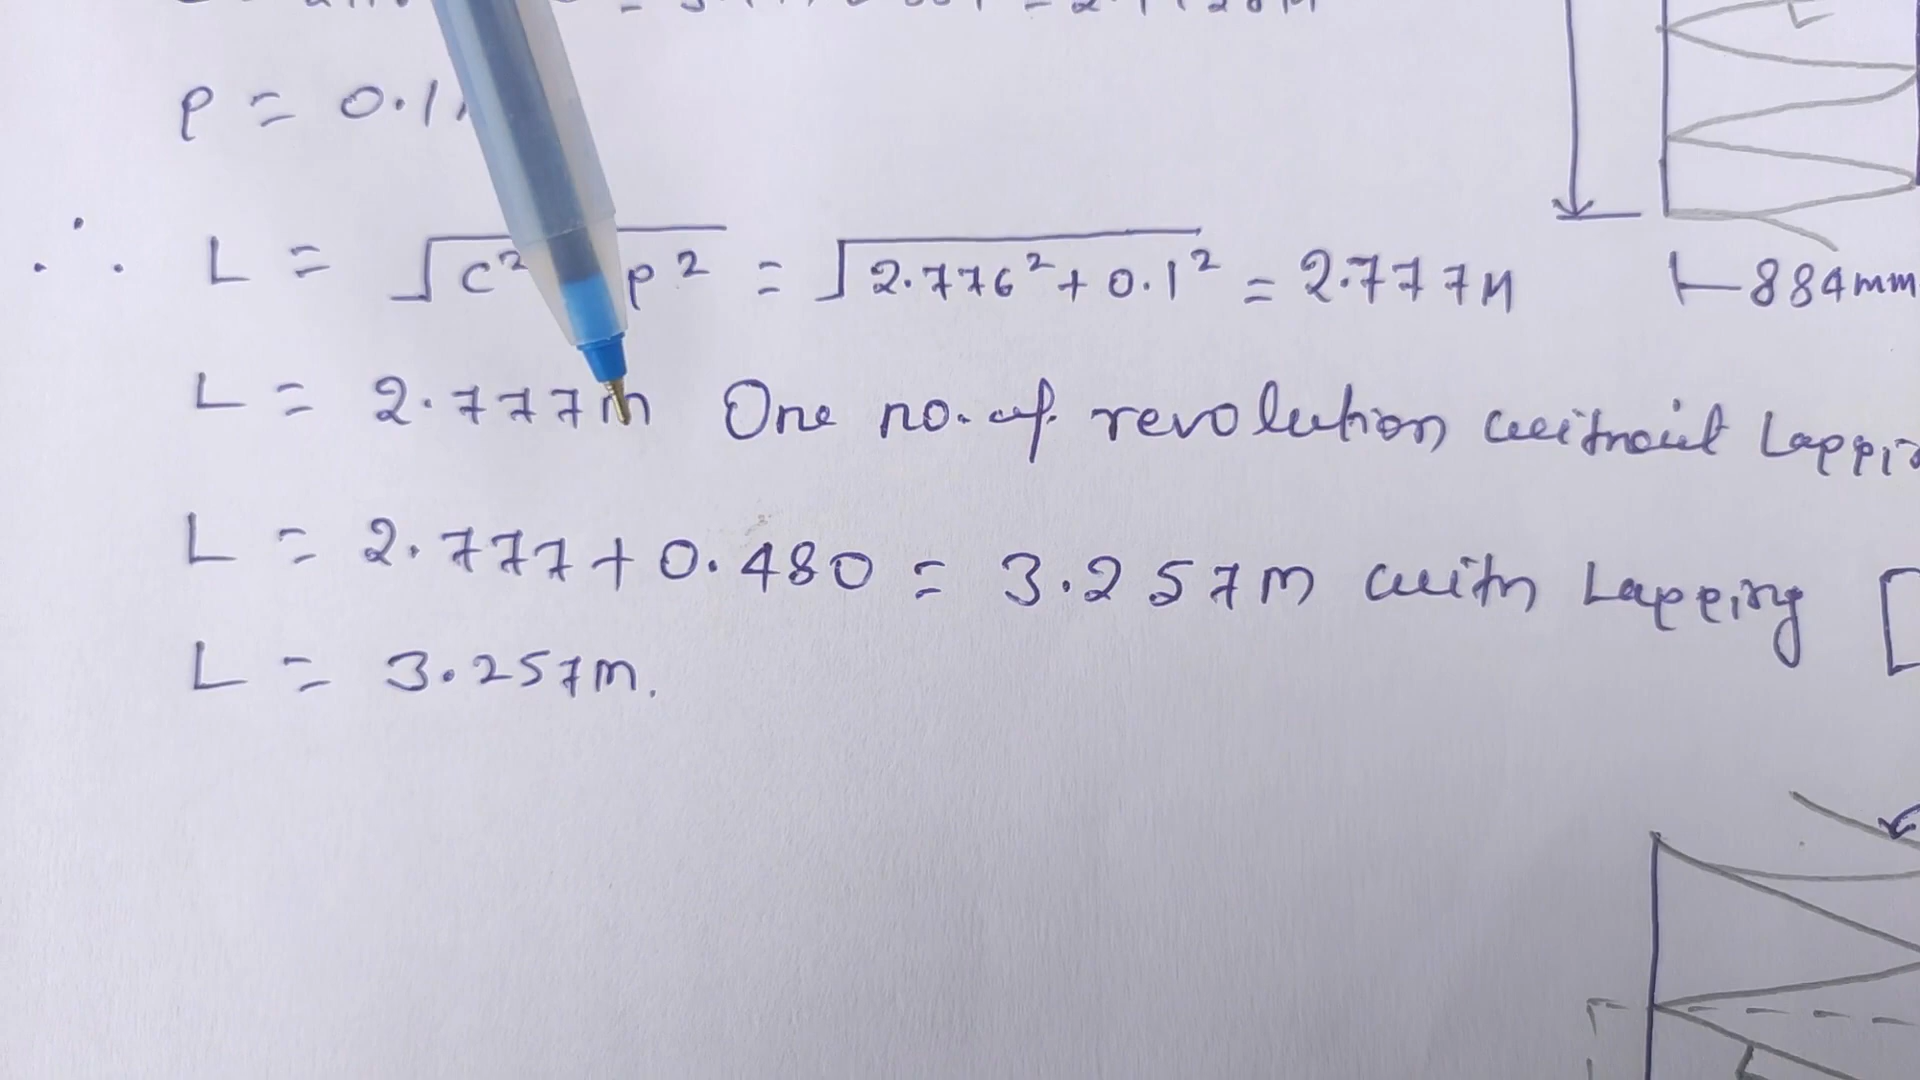 P = 0.1
∴ L = √C² P² = √2.776² + 0.1² = 2.777M
884mm
L = 2.777m One no. of revolution without Lappin
L = 2.777 + 0.480 = 3.257m with Lapping [
L = 3.257m.